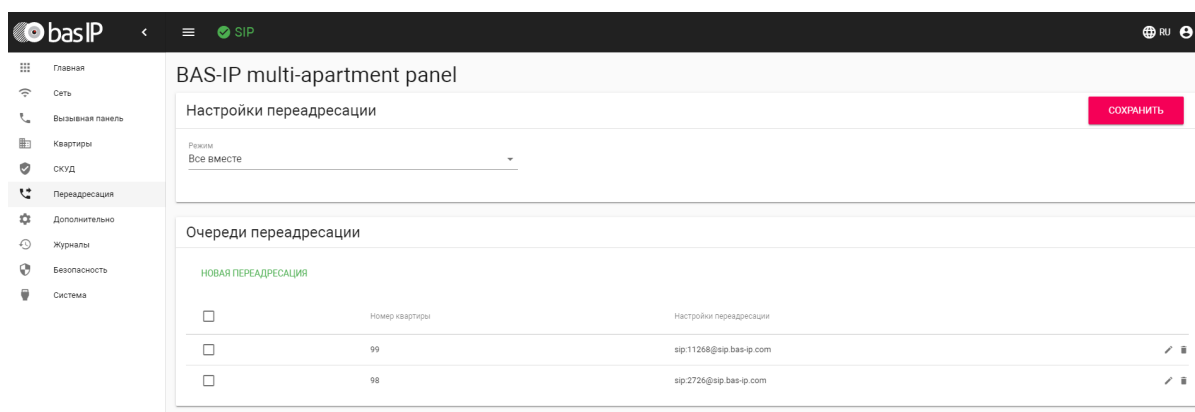 bas IP
SIP
RU
Главная
Сеть
Вызывная панель
Квартиры
СКУД
Переадресация
Дополнительно
Журналы
Безопасность
Система
BAS-IP multi-apartment panel
Настройки переадресации
СОХРАНИТЬ
Режим
Все вместе
Очереди переадресации
НОВАЯ ПЕРЕАДРЕСАЦИЯ
Номер квартиры Настройки переадресации
99 sip:11268@sip.bas-ip.com
98 sip:2726@sip.bas-ip.com